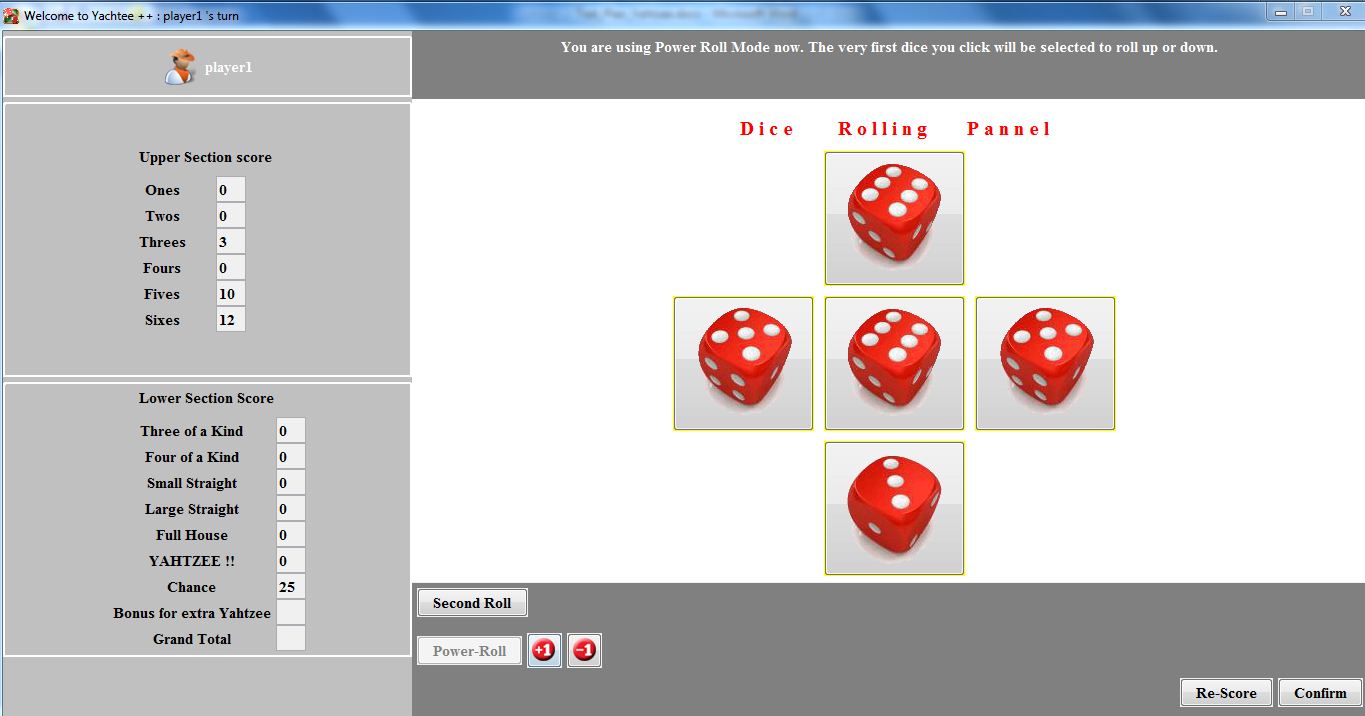 Welcome to Yachtee ++ : player1 's turn
player1
You are using Power Roll Mode now. The very first dice you click will be selected to roll up or down.
Dice Rolling Pannel
Upper Section score
Ones 0
Twos 0
Threes 3
Fours 0
Fives 10
Sixes 12
Lower Section Score
Three of a Kind 0
Four of a Kind 0
Small Straight 0
Large Straight 0
Full House 0
YAHTZEE !! 0
Chance 25
Bonus for extra Yahtzee
Grand Total
Second Roll
Power-Roll +1 -1
Re-Score Confirm